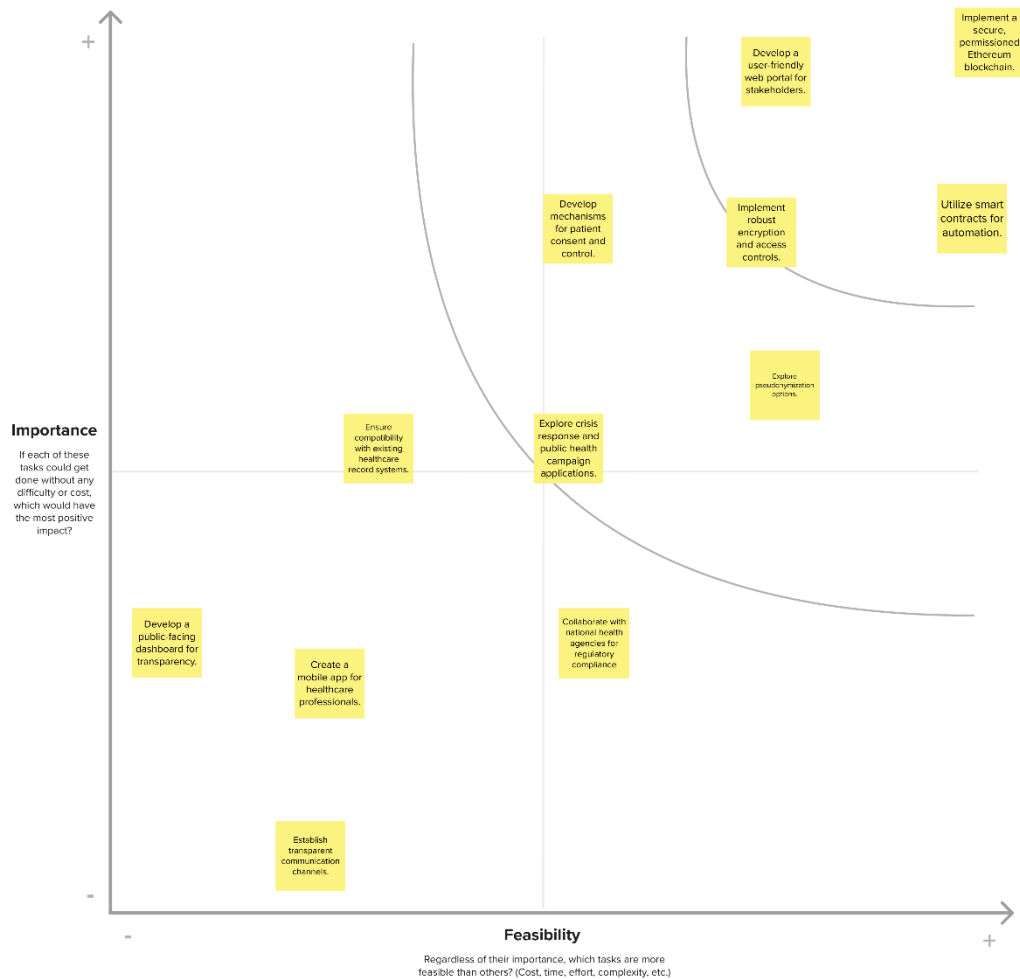 +
Implement a
secure,
permissioned
Ethereum
blockchain.
Develop a
user-friendly
web portal for
stakeholders.
Develop
mechanisms
for patient
consent and
control.
Implement
robust
encryption
and access
controls.
Utilize smart
contracts for
automation.
Explore
pseudonymization
options.
Importance
If each of these
tasks could get
done without any
difficulty or cost,
which would have
the most positive
impact?
Ensure
compatibility
with existing
healthcare
record systems.
Explore crisis
response and
public health
campaign
applications.
Develop a
public-facing
dashboard for
transparency.
Create a
mobile app for
healthcare
professionals.
Collaborate with
national health
agencies for
regulatory
compliance
Establish
transparent
communication
channels.
-
-
Feasibility
+
Regardless of their importance, which tasks are more
feasible than others? (Cost, time, effort, complexity, etc.)